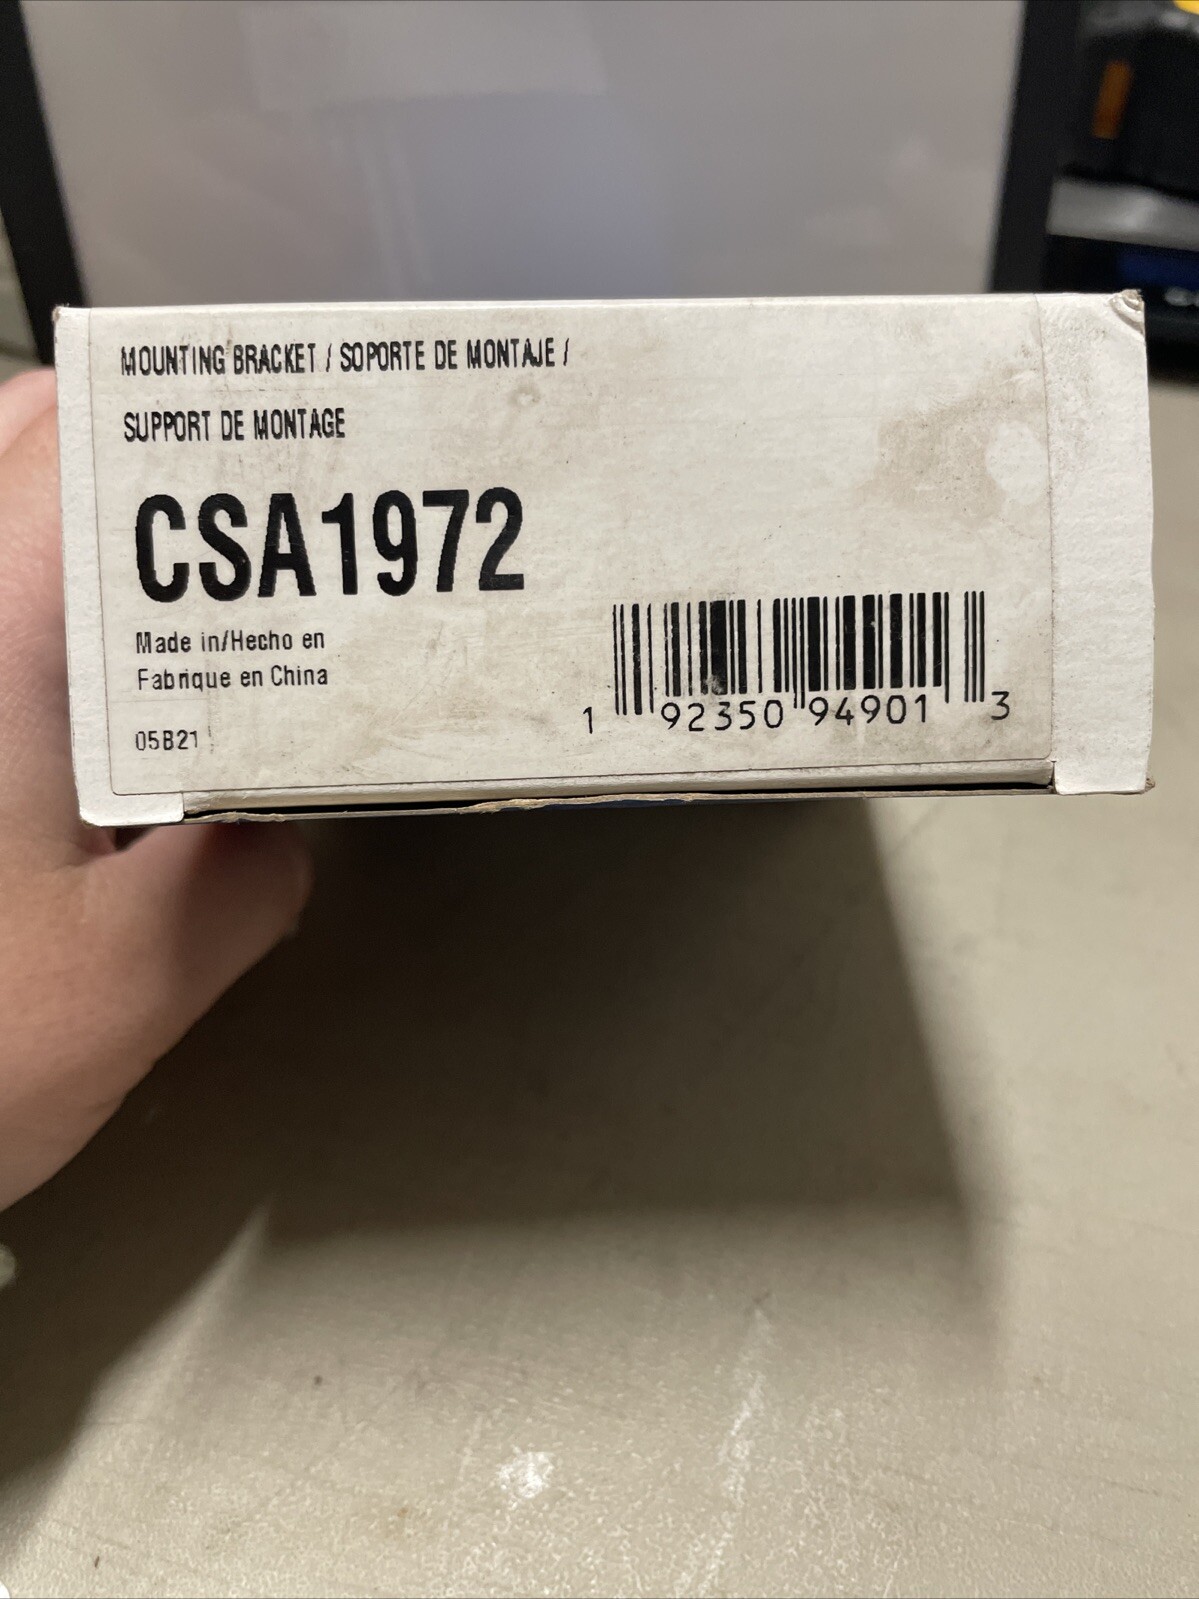 MOUNTING BRACKET / SOPORTE DE MONTAJE /
SUPPORT DE MONTAGE
CSA1972
Made in/Hecho en
Fabrique en China
05B21
1 92350 94901 3